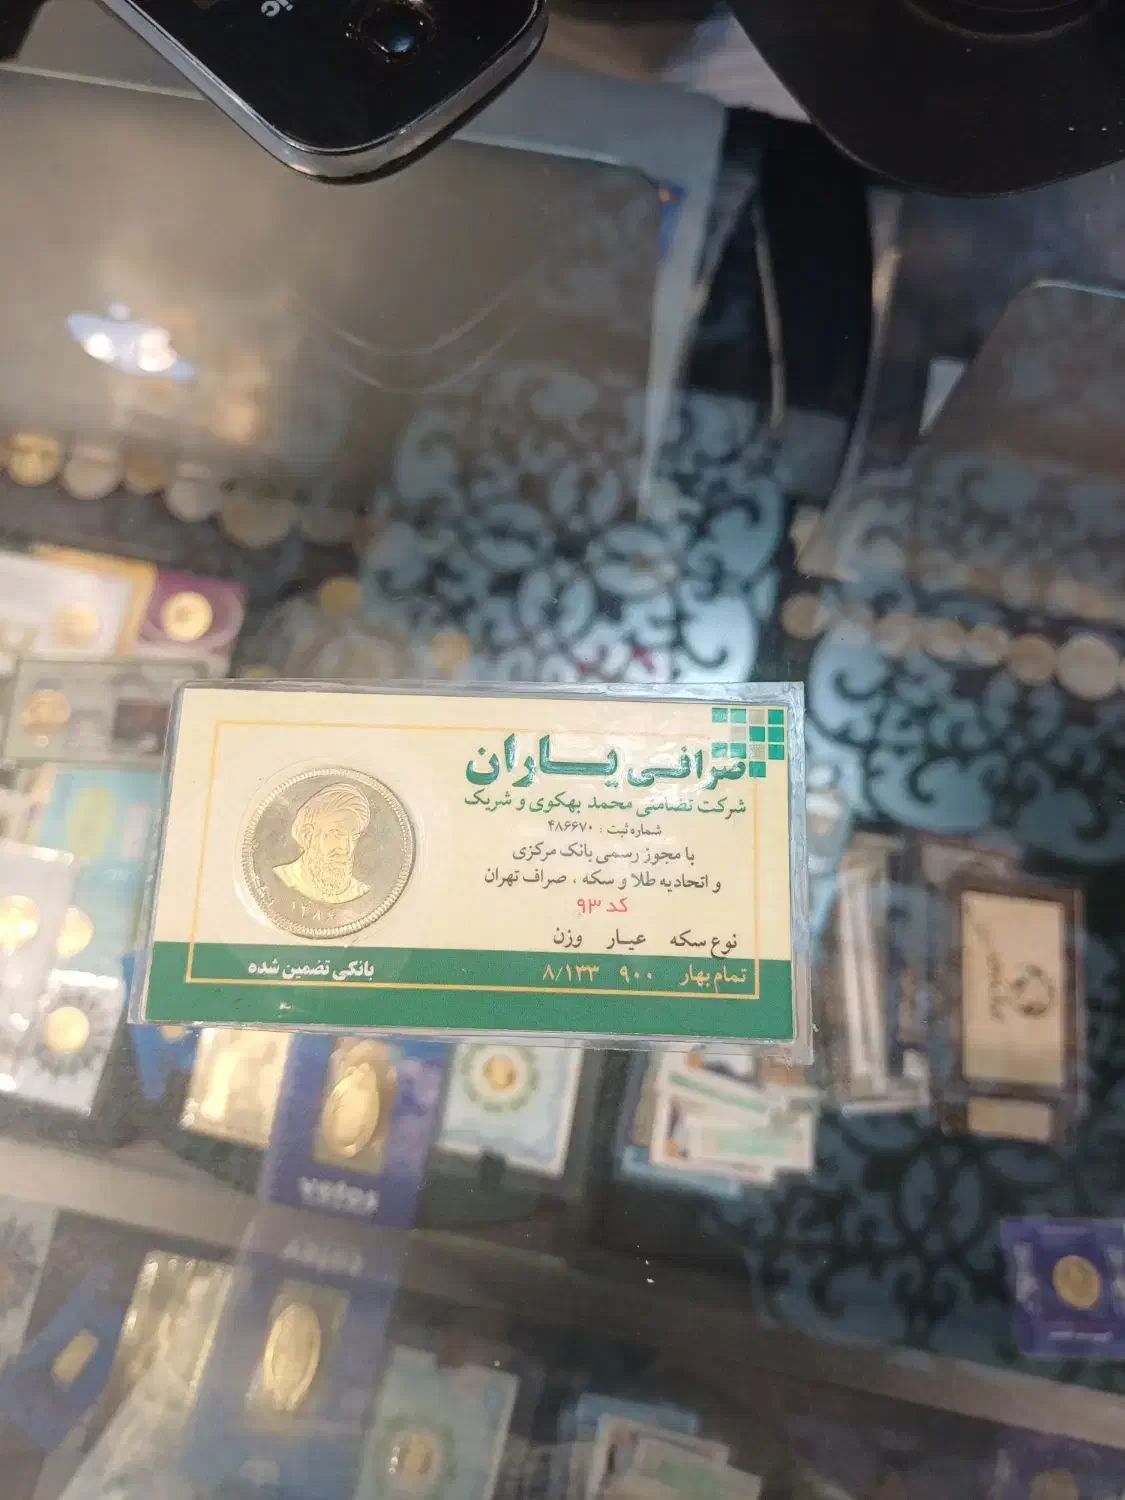 صرافی یاران
شرکت تضامنی محمد بهکوی و شریک
شماره ثبت : ۴۸۶۶۷۰
با مجوز رسمی بانک مرکزی
و اتحادیه طلا و سکه ، صراف تهران
کد ۹۳
نوع سکه عیار وزن
تمام بهار ۹۰۰ ۸/۱۳۳
بانکی تضمین شده
۱۳۸۶